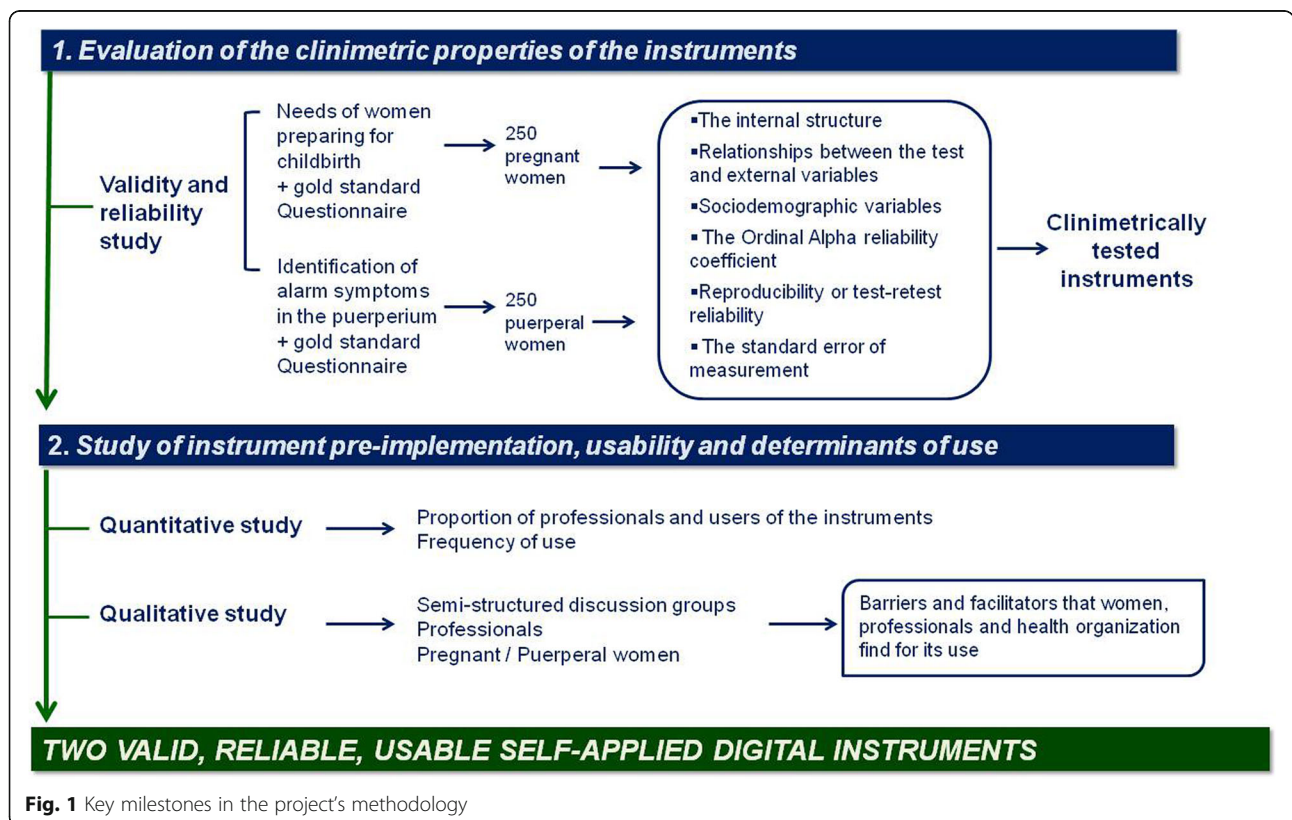 1. Evaluation of the clinimetric properties of the instruments
Validity and
reliability
study
Needs of women
preparing for
childbirth
+ gold standard
Questionnaire
250
pregnant
women
Identification of
alarm symptoms
in the puerperium
+ gold standard
Questionnaire
250
puerperal
women
▪The internal structure
▪Relationships between the test
and external variables
▪Sociodemographic variables
▪The Ordinal Alpha reliability
coefficient
▪Reproducibility or test-retest
reliability
▪The standard error of
measurement
Clinimetrically
tested
instruments
2. Study of instrument pre-implementation, usability and determinants of use
Quantitative study
Proportion of professionals and users of the instruments
Frequency of use
Qualitative study
Semi-structured discussion groups
Professionals
Pregnant / Puerperal women
Barriers and facilitators that women,
professionals and health organization
find for its use
TWO VALID, RELIABLE, USABLE SELF-APPLIED DIGITAL INSTRUMENTS
Fig. 1 Key milestones in the project's methodology